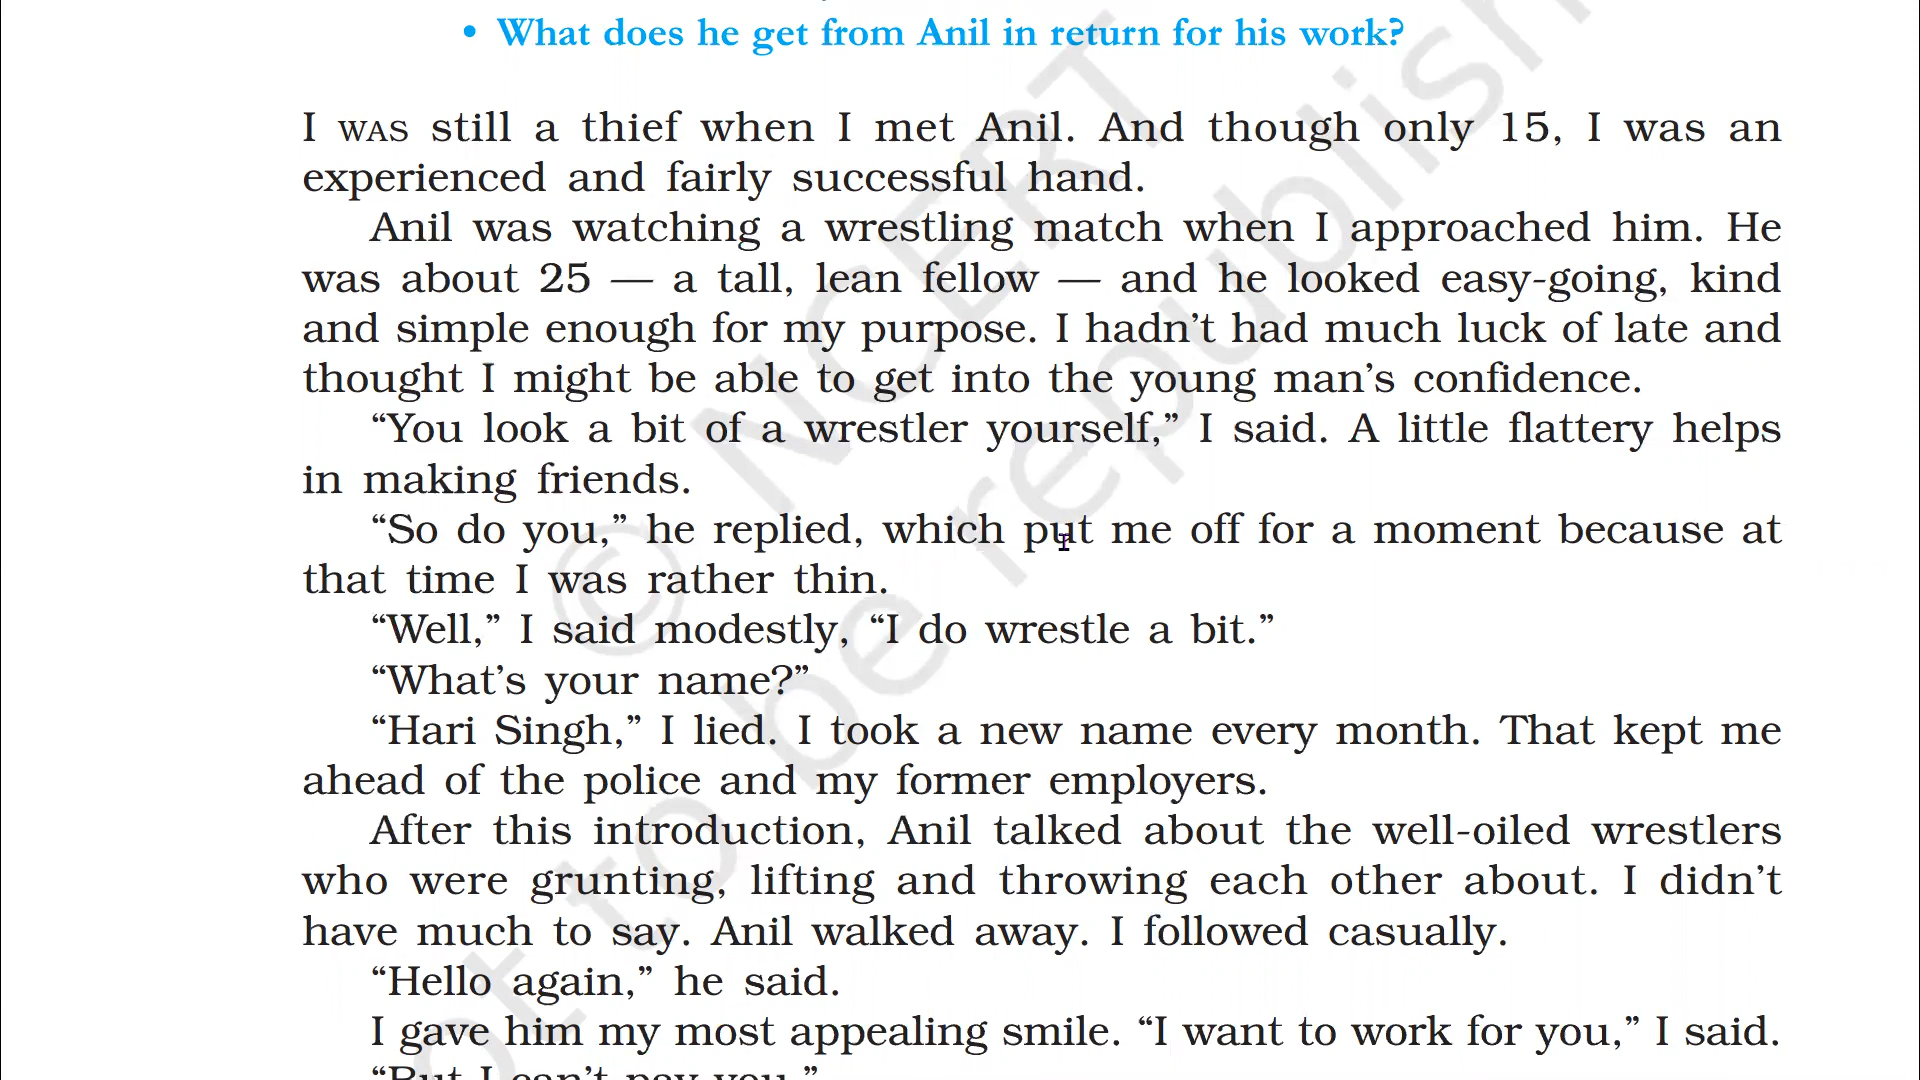 • What does he get from Anil in return for his work?
I WAS still a thief when I met Anil. And though only 15, I was an
experienced and fairly successful hand.
Anil was watching a wrestling match when I approached him. He
was about 25 — a tall, lean fellow — and he looked easy-going, kind
and simple enough for my purpose. I hadn’t had much luck of late and
thought I might be able to get into the young man’s confidence.
“You look a bit of a wrestler yourself,” I said. A little flattery helps
in making friends.
“So do you,” he replied, which put me off for a moment because at
that time I was rather thin.
“Well,” I said modestly, “I do wrestle a bit.”
“What’s your name?”
“Hari Singh,” I lied. I took a new name every month. That kept me
ahead of the police and my former employers.
After this introduction, Anil talked about the well-oiled wrestlers
who were grunting, lifting and throwing each other about. I didn’t
have much to say. Anil walked away. I followed casually.
“Hello again,” he said.
I gave him my most appealing smile. “I want to work for you,” I said.
“But I can’t pay you.”
© NCERT
not to be republish